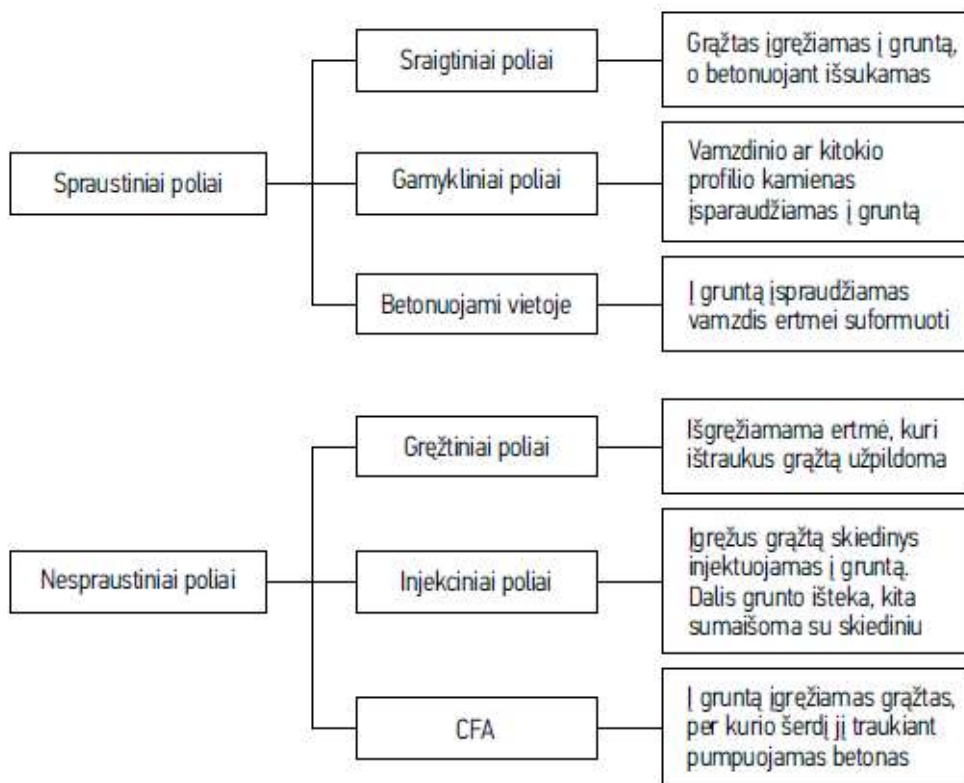 Spraustiniai poliai
Sraigtiniai poliai
Grąžtas įgręžiamas į gruntą,
o betonuojant išsukamas
Gamykliniai poliai
Vamzdinio ar kitokio
profilio kamienas
įsparaudžiamas į gruntą
Betonuojami vietoje
Į gruntą įspraudžiamas
vamzdis ertmei suformuoti
Nespraustiniai poliai
Gręžtiniai poliai
Išgręžiamama ertmė, kuri
ištraukus grąžtą užpildoma
Injekciniai poliai
Įgręžus grąžtą skiedinys
injektuojamas į gruntą.
Dalis grunto išteka, kita
sumaišoma su skiediniu
CFA
Į gruntą įgręžiamas grąžtas,
per kurio šerdį jį traukiant
pumpuojamas betonas